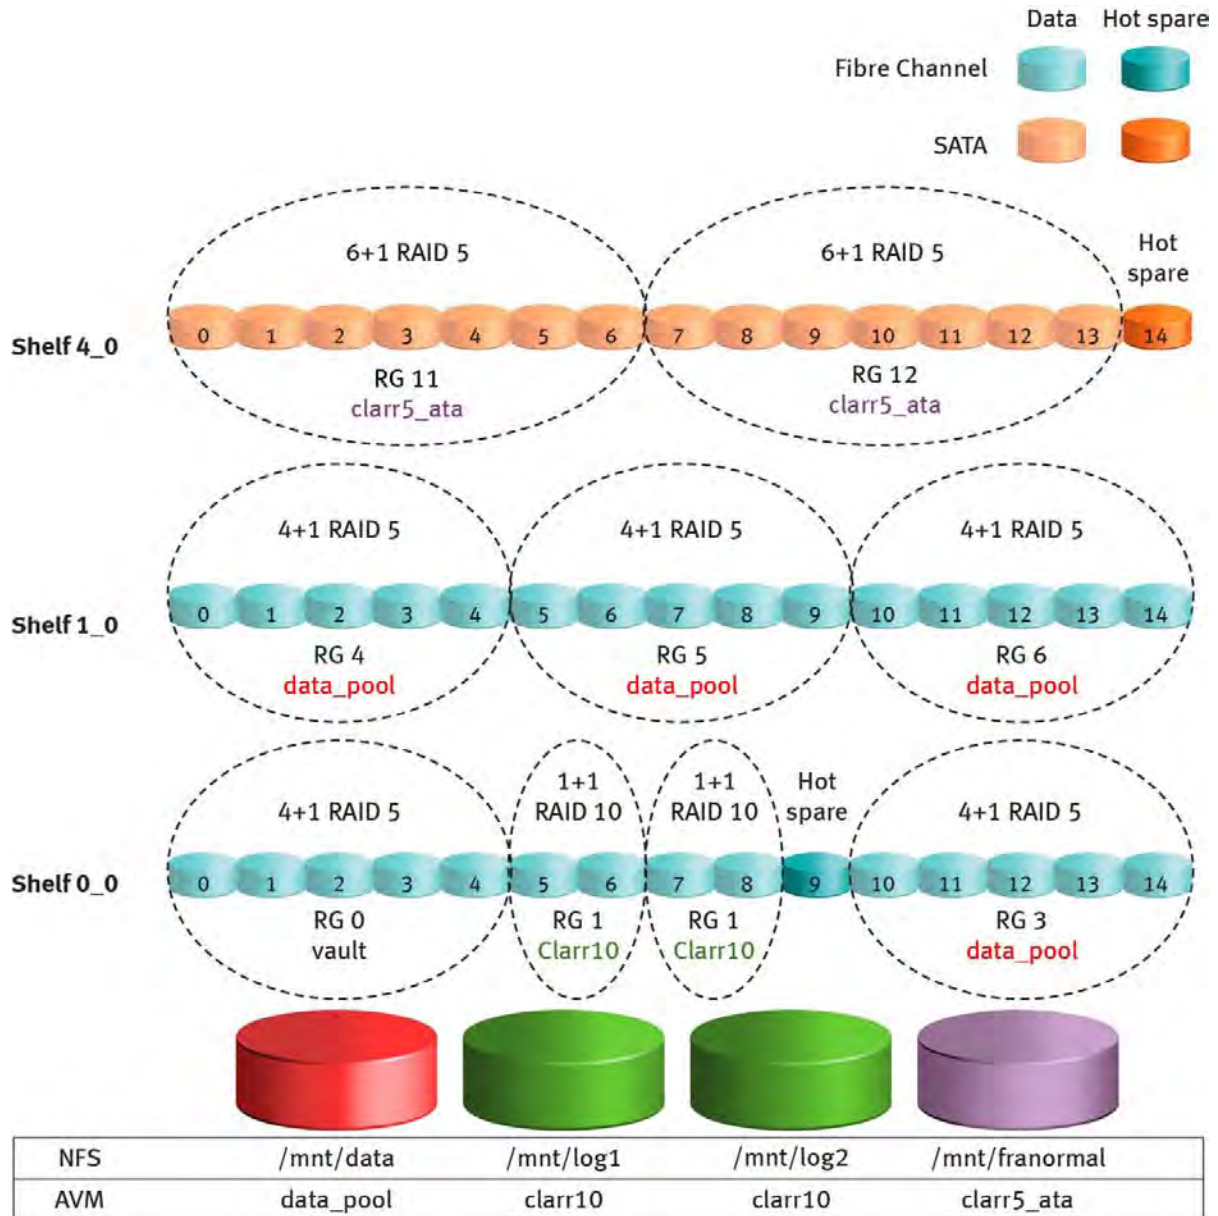 Data Hot spare
Fibre Channel
SATA
6+1 RAID 5 6+1 RAID 5 Hot
spare
0 1 2 3 4 5 6 7 8 9 10 11 12 13 14
Shelf 4_0
RG 11 RG 12
clarr5_ata clarr5_ata
4+1 RAID 5 4+1 RAID 5 4+1 RAID 5
0 1 2 3 4 5 6 7 8 9 10 11 12 13 14
Shelf 1_0
RG 4 RG 5 RG 6
data_pool data_pool data_pool
1+1 1+1 Hot
4+1 RAID 5 RAID 10 RAID 10 spare 4+1 RAID 5
Shelf 0_0 0 1 2 3 4 5 6 7 8 9 10 11 12 13 14
RG 0 RG 1 RG 1 RG 3
vault Clarr10 Clarr10 data_pool
NFS /mnt/data /mnt/log1 /mnt/log2 /mnt/franormal
AVM data_pool clarr10 clarr10 clarr5_ata